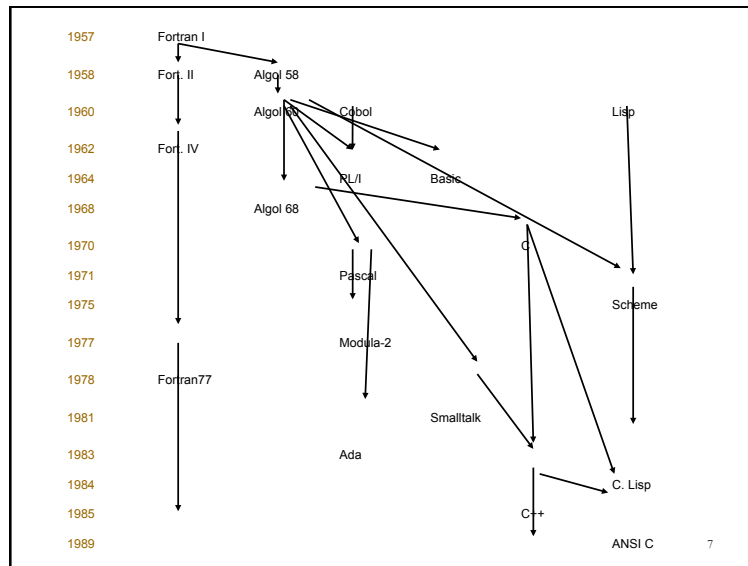 1957 Fortran I
1958 Fort. II Algol 58
1960 Algol 60 Cobol Lisp
1962 Fort. IV
1964 PL/I Basic
1968 Algol 68
1970 C
1971 Pascal
1975 Scheme
1977 Modula-2
1978 Fortran77
1981 Smalltalk
1983 Ada
1984 C. Lisp
1985 C++
1989 ANSI C 7